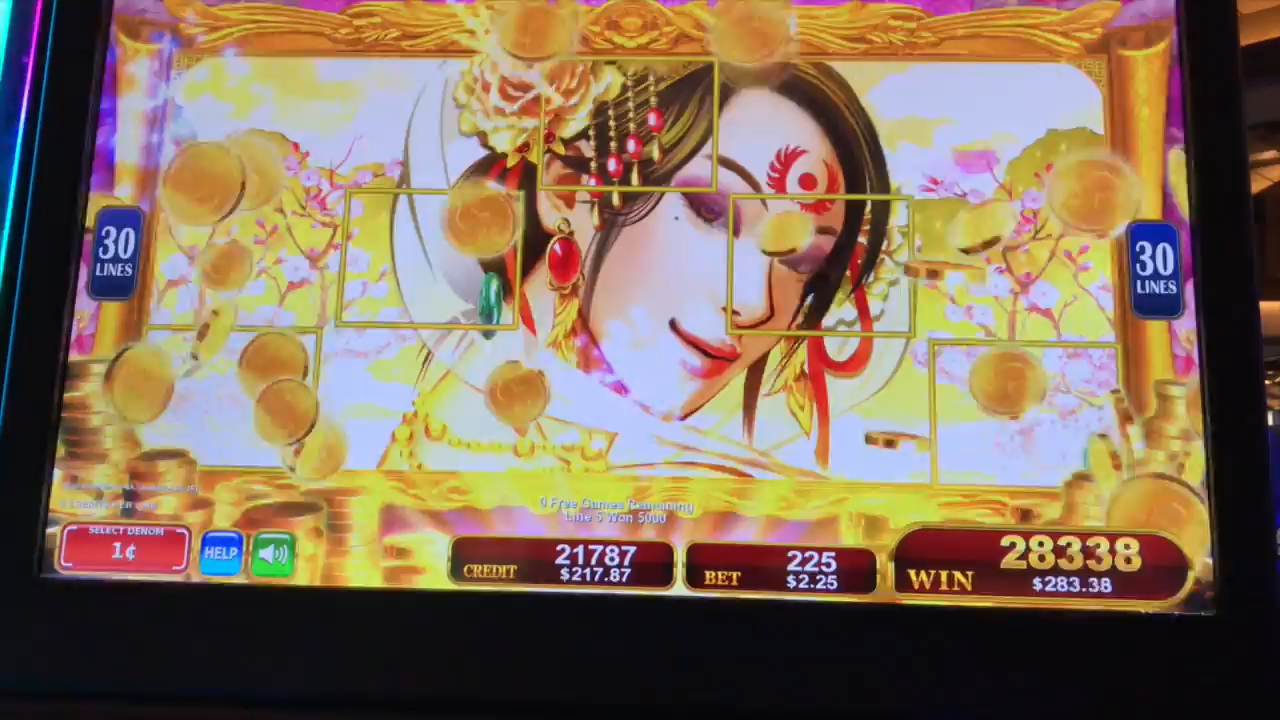 30
LINES
30
LINES
0 Free Games Remaining
Line 5 Won 5000
SELECT DENOM
1¢
HELP
CREDIT
21787
$217.87
BET
225
$2.25
WIN
28338
$283.38